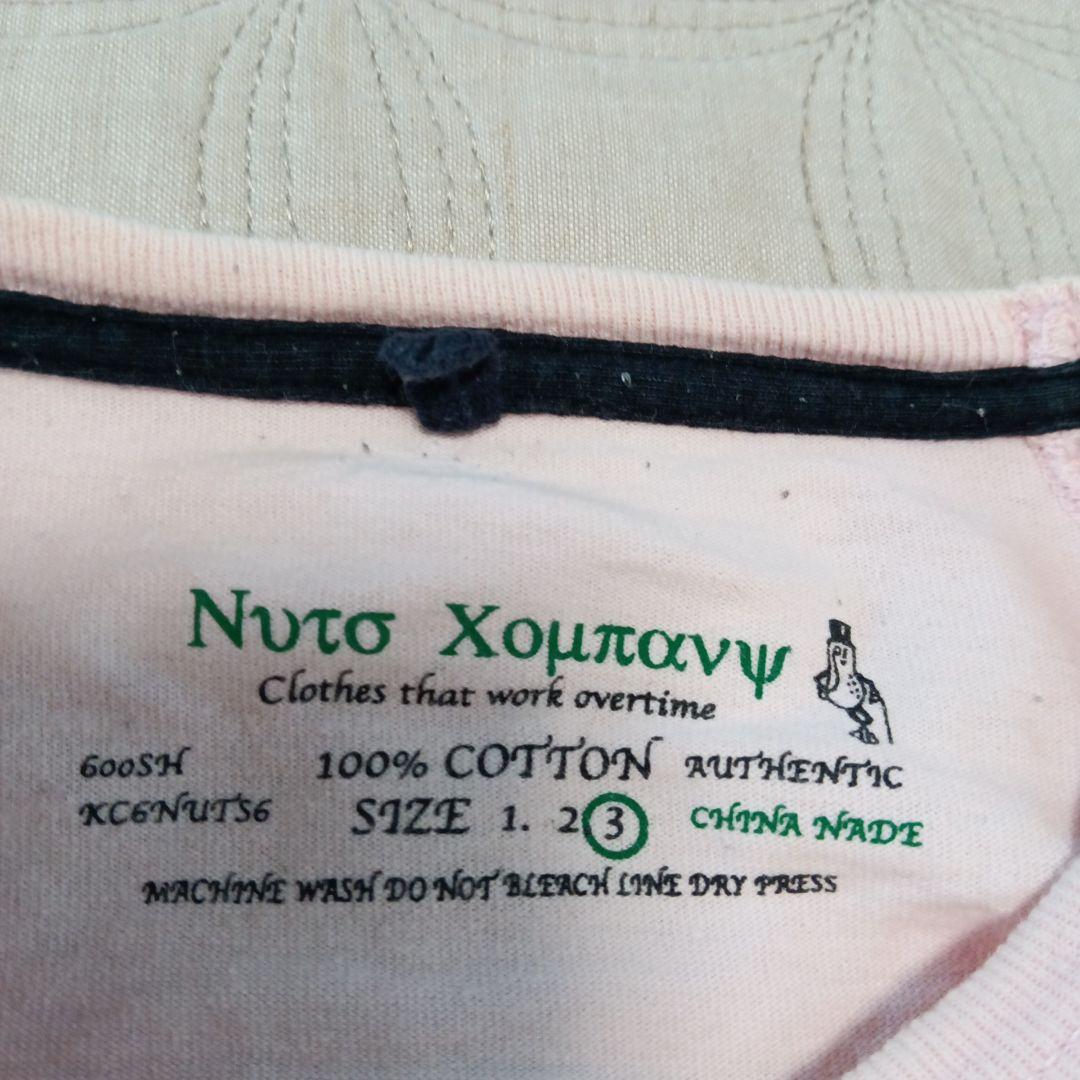 Νυτσ Χομπανψ
Clothes that work overtime
600SH 100% COTTON AUTHENTIC
KC6NUTS6 SIZE 1. 2 3 CHINA NADE
MACHINE WASH DO NOT BLEACH LINE DRY PRESS